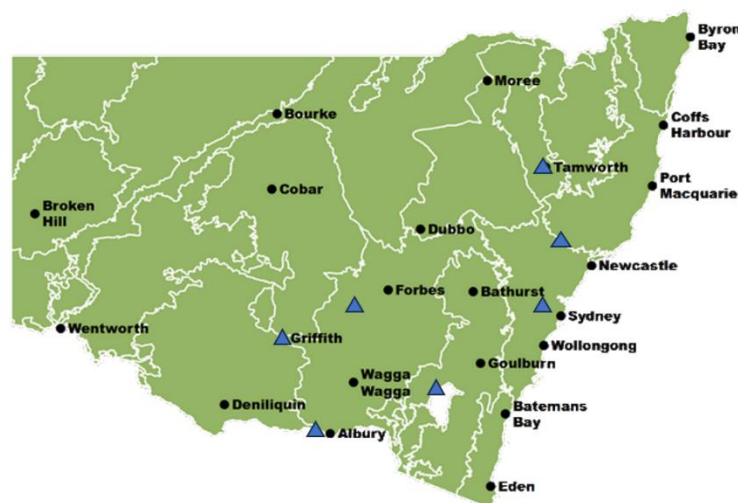 Byron
Bay
Moree
Bourke
Coffs
Harbour
Tamworth
Cobar
Port
Macquarie
Broken
Hill
Dubbo
Newcastle
Forbes
Bathurst
Sydney
Wentworth
Griffith
Wollongong
Goulburn
Wagga
Wagga
Deniliquin
Batemans
Bay
Albury
Eden